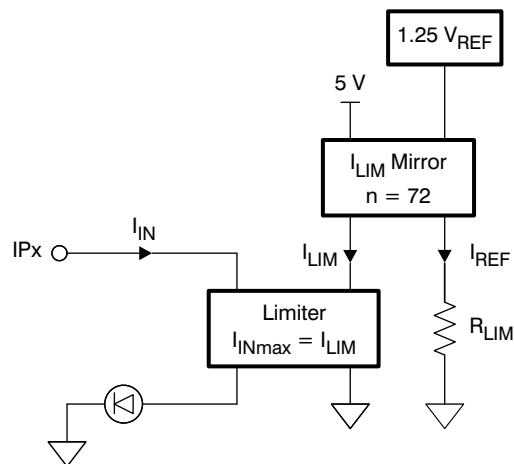 1.25 V_REF
5 V
I_LIM Mirror
n = 72
I_IN
IPx
I_LIM
I_REF
Limiter
I_INmax = I_LIM
R_LIM